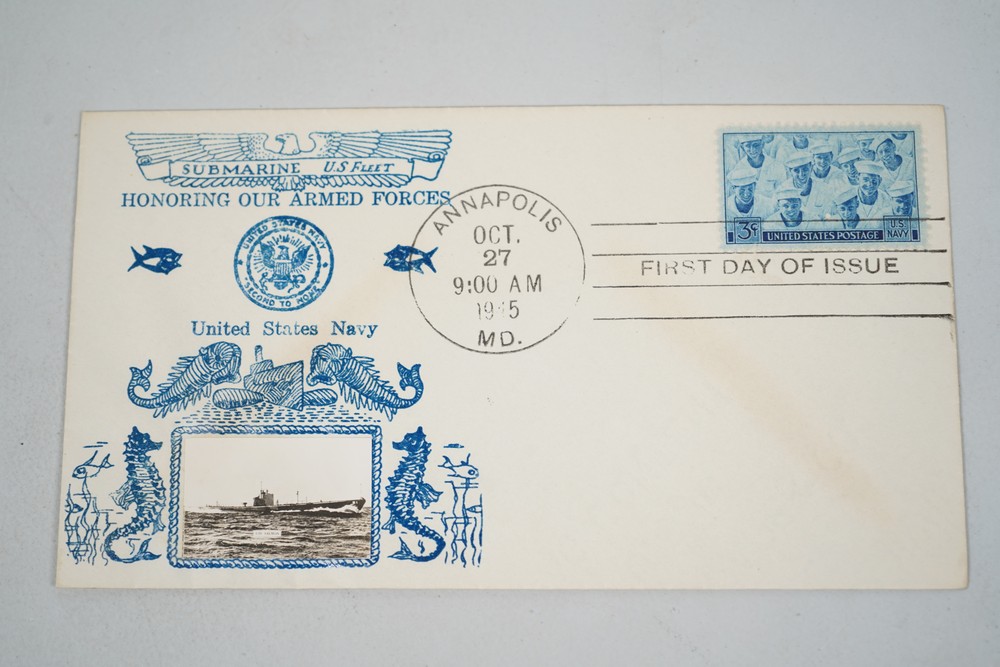 SUBMARINE U.S FLEET
HONORING OUR ARMED FORCES
UNITED STATES NAVY
SECOND TO NONE
United States Navy
ANNAPOLIS
OCT.
27
9:00 AM
1945
MD.
3¢ UNITED STATES POSTAGE U.S. NAVY
FIRST DAY OF ISSUE